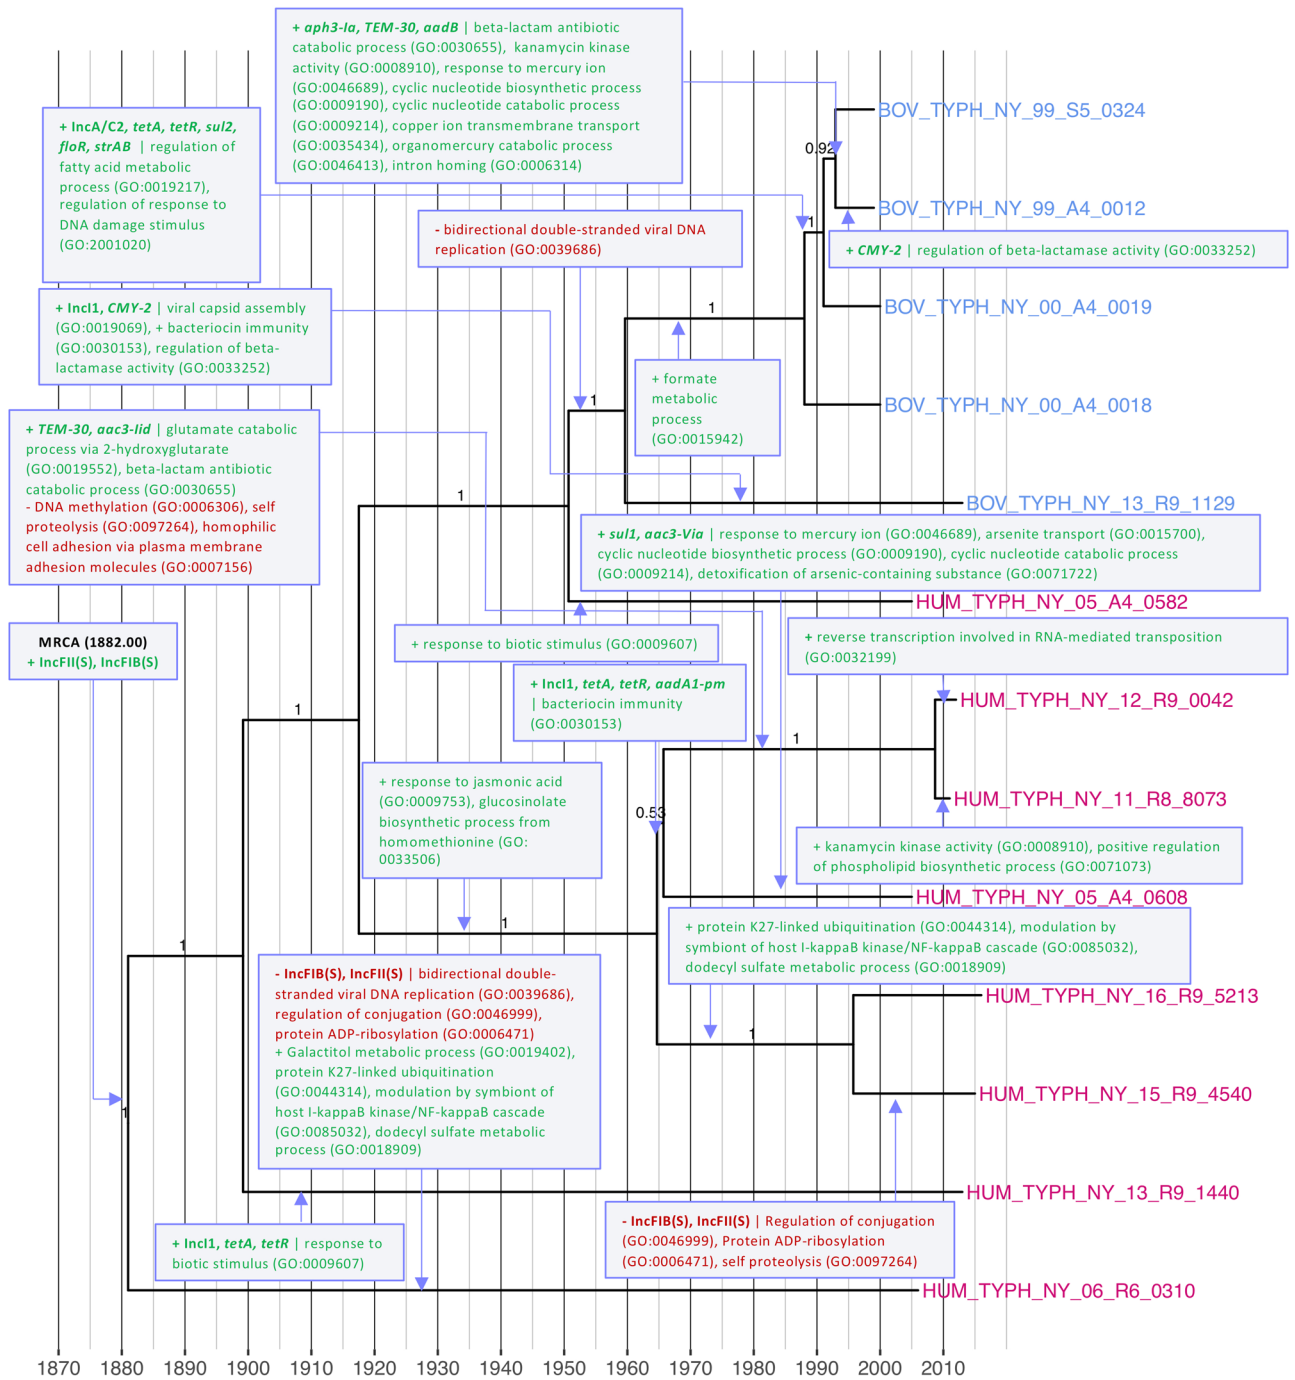 + aph3-Ia, TEM-30, aadB | beta-lactam antibiotic
catabolic process (GO:0030655), kanamycin kinase
activity (GO:0008910), response to mercury ion
(GO:0046689), cyclic nucleotide biosynthetic process
(GO:0009190), cyclic nucleotide catabolic process
(GO:0009214), copper ion transmembrane transport
(GO:0035434), organomercury catabolic process
(GO:0046413), intron homing (GO:0006314)
BOV_TYPH_NY_99_S5_0324
+ IncA/C2, tetA, tetR, sul2,
floR, strAB | regulation of
fatty acid metabolic
process (GO:0019217),
regulation of response to
DNA damage stimulus
(GO:2001020)
0.92
BOV_TYPH_NY_99_A4_0012
1
- bidirectional double-stranded viral DNA
replication (GO:0039686)
+ CMY-2 | regulation of beta-lactamase activity (GO:0033252)
+ IncI1, CMY-2 | viral capsid assembly
(GO:0019069), + bacteriocin immunity
(GO:0030153), regulation of beta-
lactamase activity (GO:0033252)
1
BOV_TYPH_NY_00_A4_0019
+ formate
metabolic
process
(GO:0015942)
1
BOV_TYPH_NY_00_A4_0018
+ TEM-30, aac3-Iid | glutamate catabolic
process via 2-hydroxyglutarate
(GO:0019552), beta-lactam antibiotic
catabolic process (GO:0030655)
- DNA methylation (GO:0006306), self
proteolysis (GO:0097264), homophilic
cell adhesion via plasma membrane
adhesion molecules (GO:0007156)
1
BOV_TYPH_NY_13_R9_1129
+ sul1, aac3-Via | response to mercury ion (GO:0046689), arsenite transport (GO:0015700),
cyclic nucleotide biosynthetic process (GO:0009190), cyclic nucleotide catabolic process
(GO:0009214), detoxification of arsenic-containing substance (GO:0071722)
HUM_TYPH_NY_05_A4_0582
MRCA (1882.00)
+ IncFII(S), IncFIB(S)
+ response to biotic stimulus (GO:0009607)
+ reverse transcription involved in RNA-mediated transposition
(GO:0032199)
+ IncI1, tetA, tetR, aadA1-pm
| bacteriocin immunity
(GO:0030153)
HUM_TYPH_NY_12_R9_0042
1
1
+ response to jasmonic acid
(GO:0009753), glucosinolate
biosynthetic process from
homomethionine (GO:
0033506)
HUM_TYPH_NY_11_R8_8073
0.53
+ kanamycin kinase activity (GO:0008910), positive regulation
of phospholipid biosynthetic process (GO:0071073)
HUM_TYPH_NY_05_A4_0608
1
+ protein K27-linked ubiquitination (GO:0044314), modulation by
symbiont of host I-kappaB kinase/NF-kappaB cascade (GO:0085032),
dodecyl sulfate metabolic process (GO:0018909)
1
- IncFIB(S), IncFII(S) | bidirectional double-
stranded viral DNA replication (GO:0039686),
regulation of conjugation (GO:0046999),
protein ADP-ribosylation (GO:0006471)
+ Galactitol metabolic process (GO:0019402),
protein K27-linked ubiquitination
(GO:0044314), modulation by symbiont of
host I-kappaB kinase/NF-kappaB cascade
(GO:0085032), dodecyl sulfate metabolic
process (GO:0018909)
HUM_TYPH_NY_16_R9_5213
1
HUM_TYPH_NY_15_R9_4540
1
HUM_TYPH_NY_13_R9_1440
- IncFIB(S), IncFII(S) | Regulation of conjugation
(GO:0046999), Protein ADP-ribosylation
(GO:0006471), self proteolysis (GO:0097264)
+ IncI1, tetA, tetR | response to
biotic stimulus (GO:0009607)
HUM_TYPH_NY_06_R6_0310
1870 1880 1890 1900 1910 1920 1930 1940 1950 1960 1970 1980 1990 2000 2010